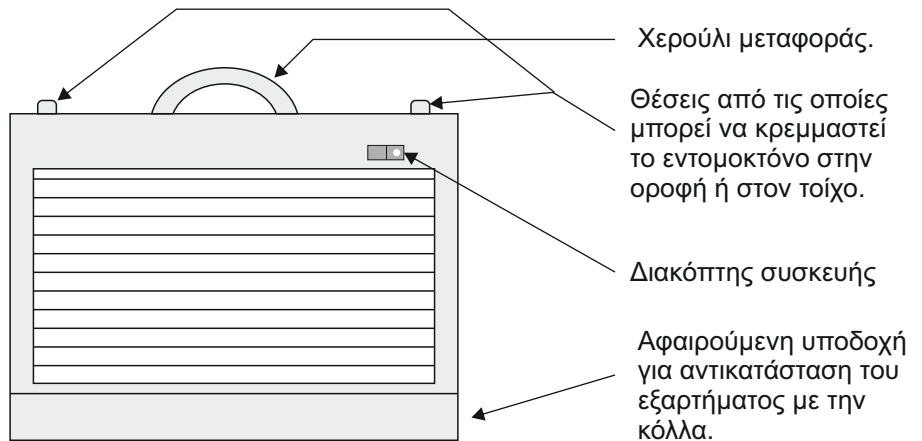 Χερούλι μεταφοράς.
Θέσεις από τις οποίες
μπορεί να κρεμμαστεί
το εντομοκτόνο στην
οροφή ή στον τοίχο.
Διακόπτης συσκευής
Αφαιρούμενη υποδοχή
για αντικατάσταση του
εξαρτήματος με την
κόλλα.